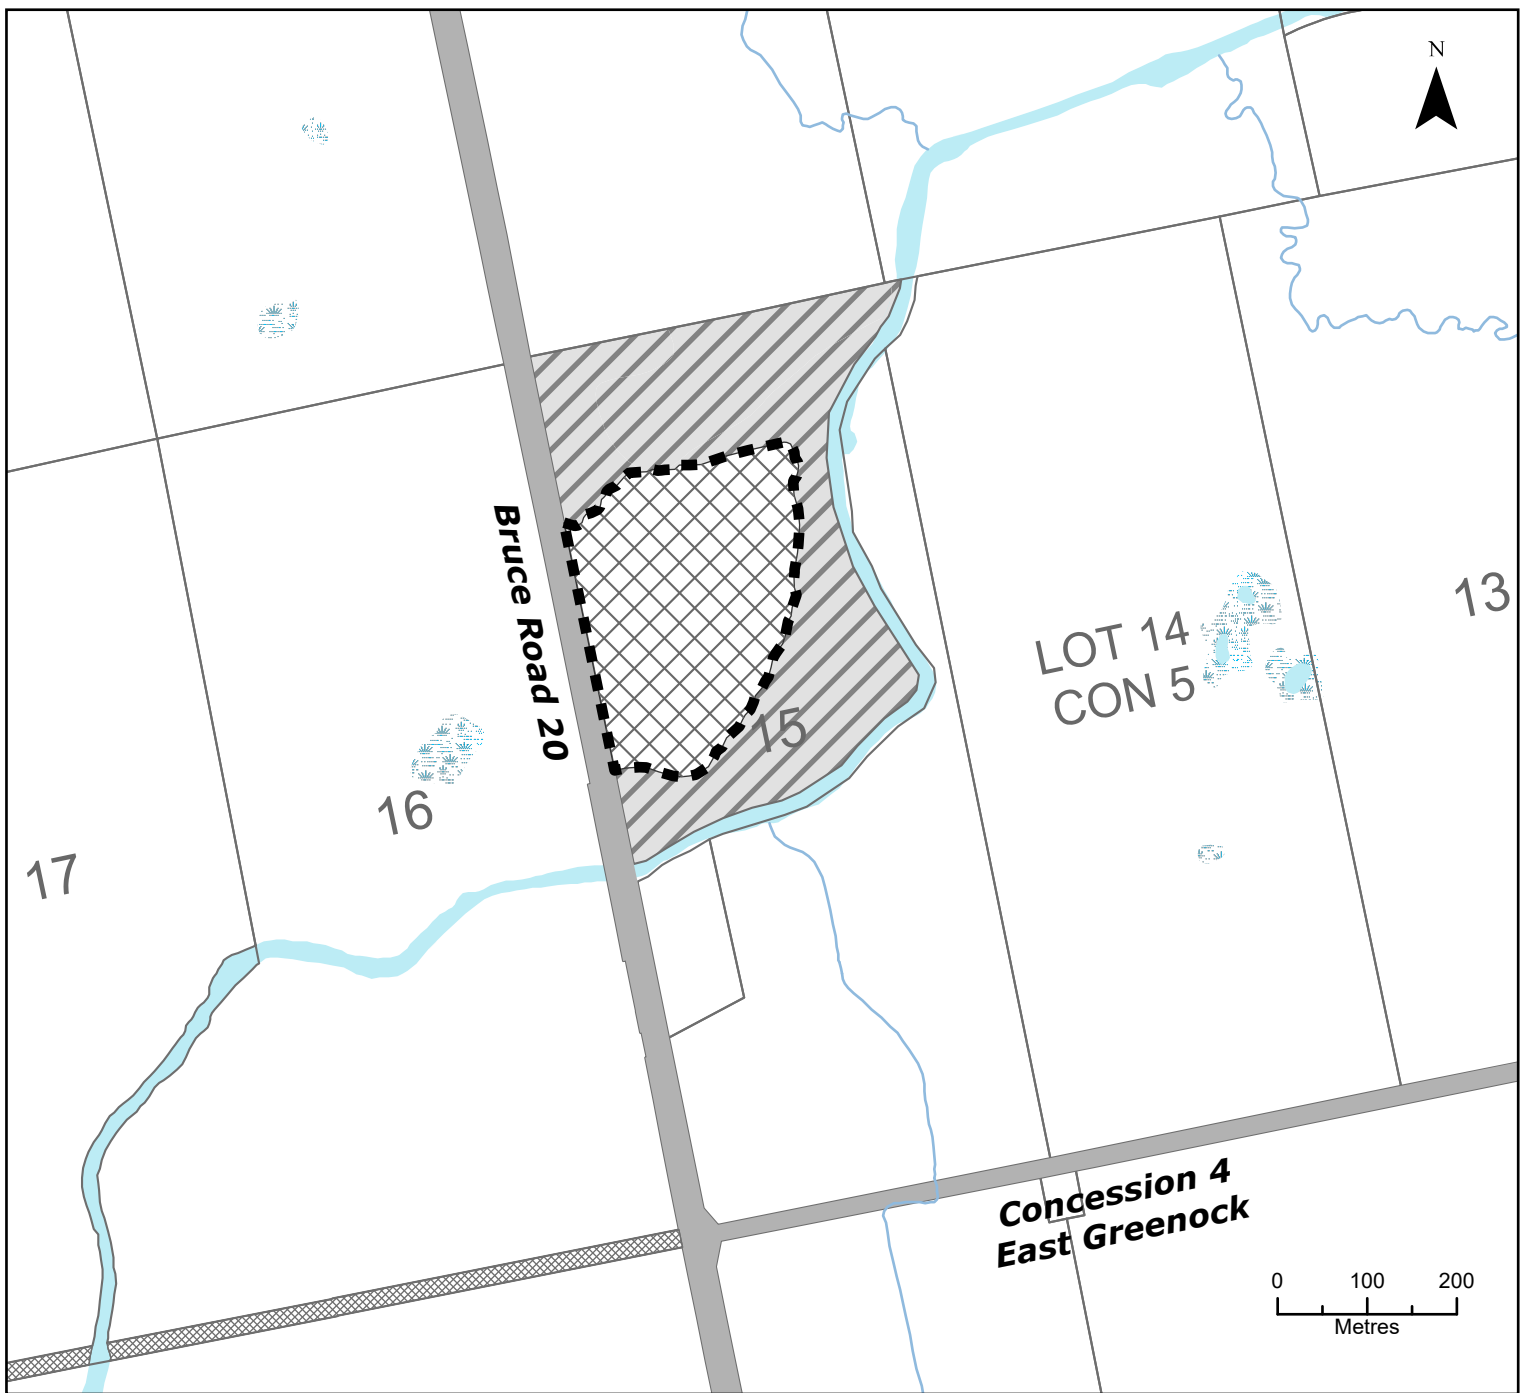 N
13
LOT 14
CON 5
Bruce Road 20
15
16
17
Concession 4
East Greenock
0 100 200
Metres